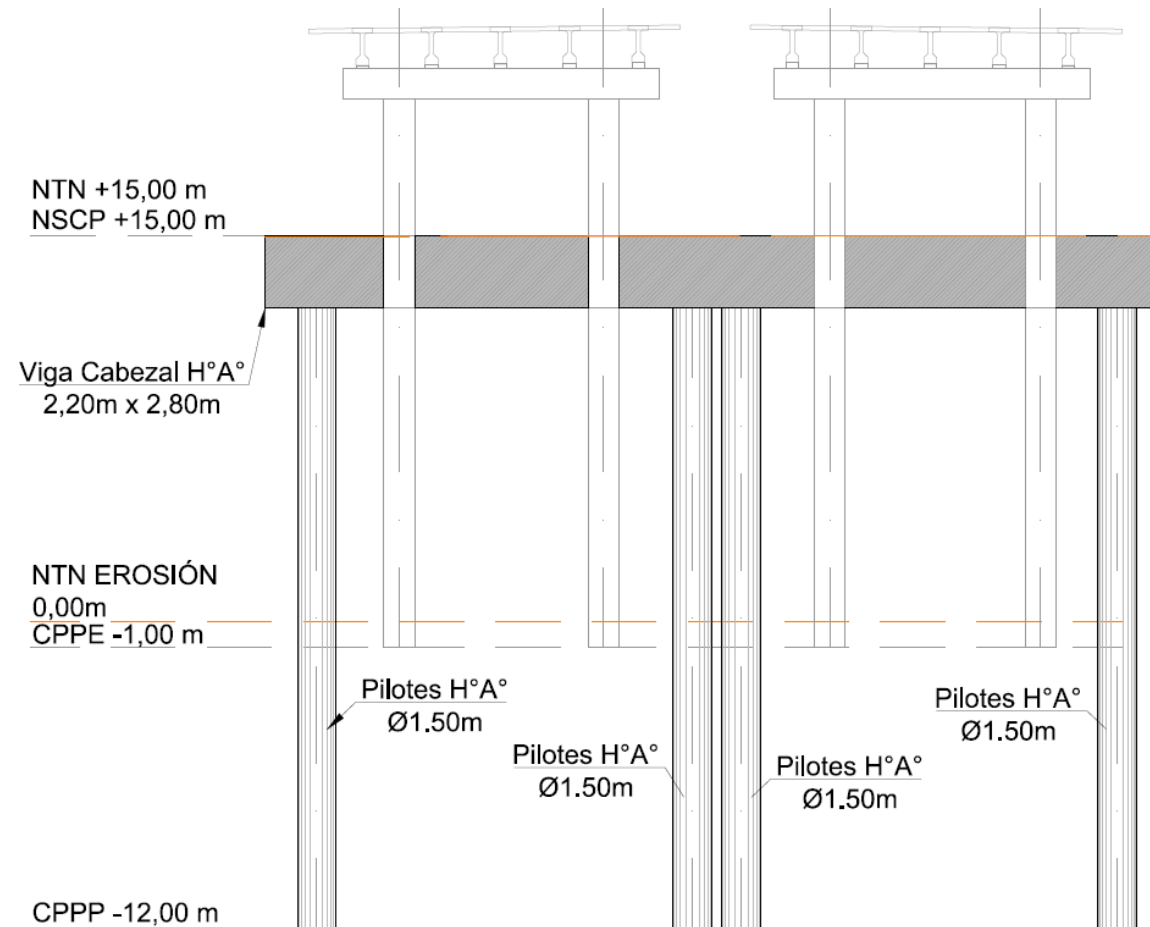 NTN +15,00 m
NSCP +15,00 m
Viga Cabezal H°A°
2,20m x 2,80m
NTN EROSIÓN
0,00m
CPPE -1,00 m
Pilotes H°A°
Ø1.50m
Pilotes H°A°
Ø1.50m
Pilotes H°A°
Ø1.50m
Pilotes H°A°
Ø1.50m
CPPP -12,00 m